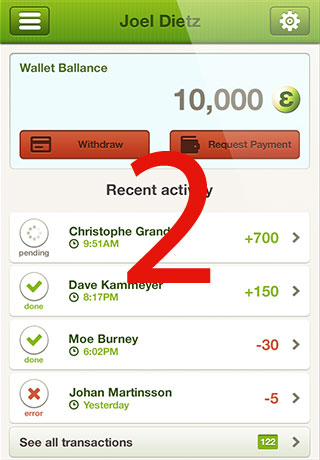 Joel Dietz
Wallet Ballance
10,000
Withdraw
Request Payment
Recent activity
2
Christophe Grand
9:51AM
+700
pending
Dave Kammeyer
8:17PM
+150
done
Moe Burney
6:02PM
-30
done
Johan Martinsson
Yesterday
-5
error
See all transactions
122